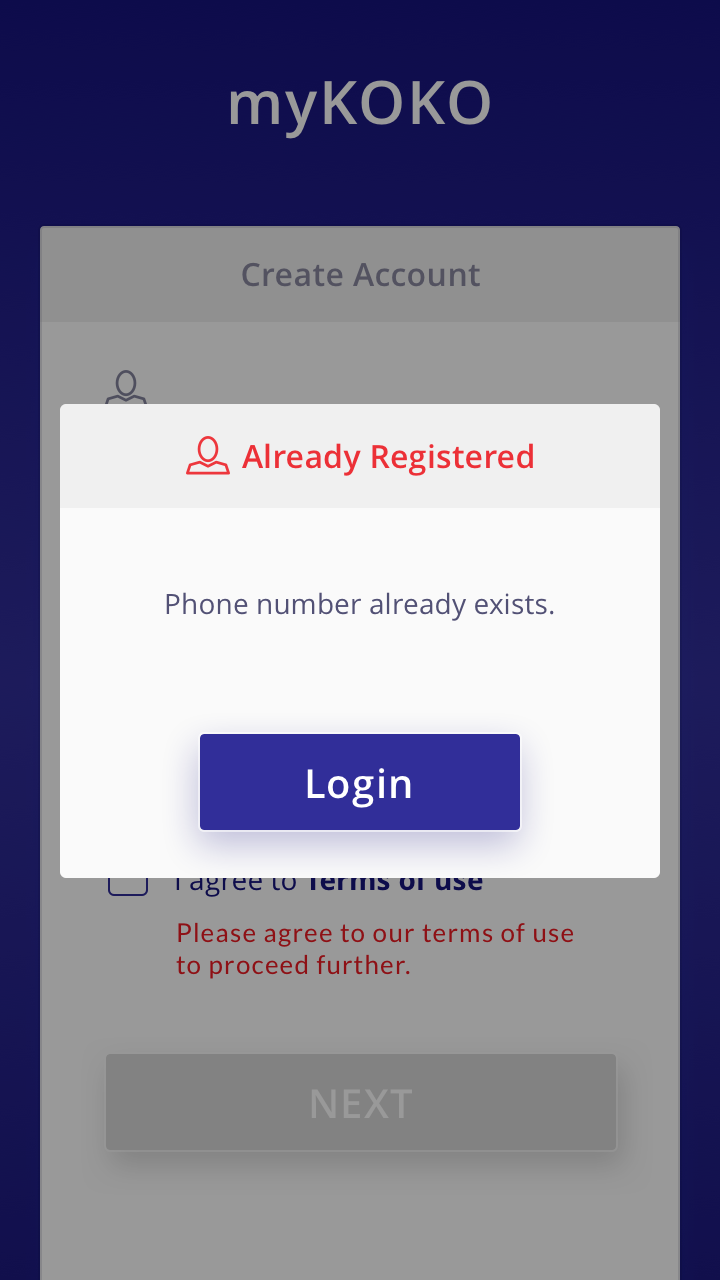 myKOKO
Create Account
Already Registered
Phone number already exists.
Login
I agree to Terms of use
Please agree to our terms of use
to proceed further.
NEXT